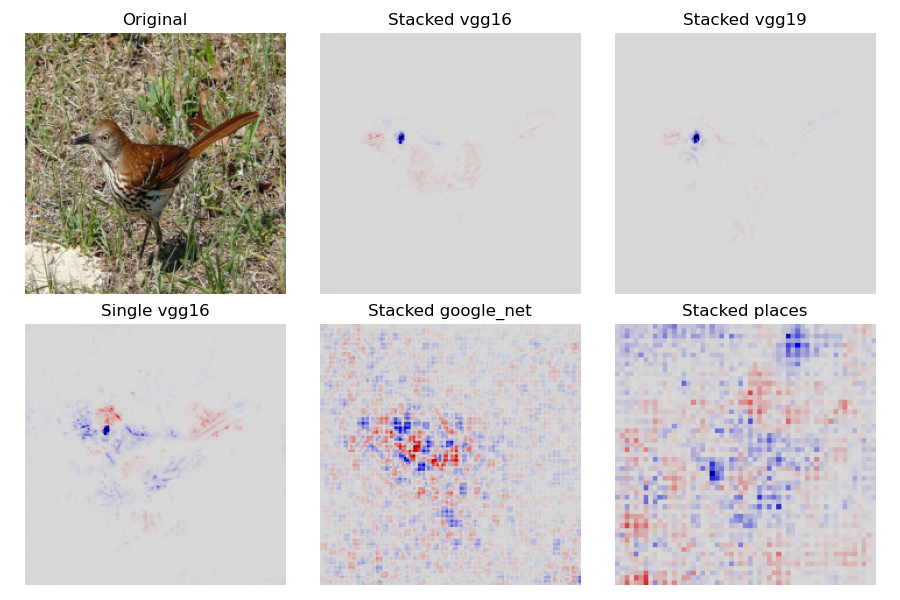 Original
Stacked vgg16
Stacked vgg19
Single vgg16
Stacked google_net
Stacked places